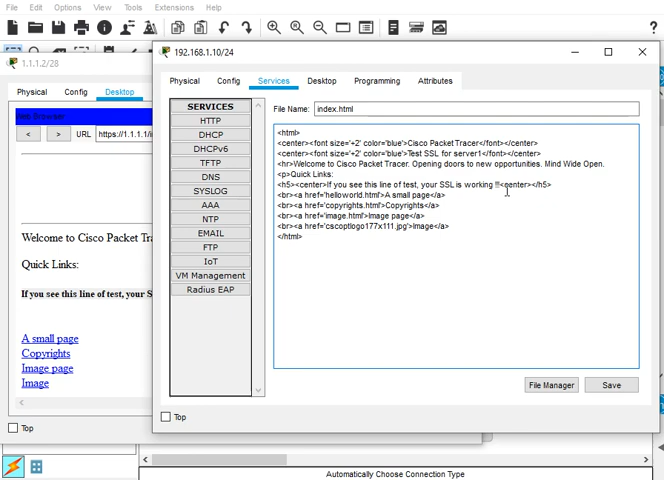 File Edit Options View Tools Extensions Help
1.1.1.2/28
Physical Config Desktop
Web Browser
< > URL https://1.1.1.1/i
Welcome to Cisco Packet Tra
Quick Links:
If you see this line of test, your S
A small page
Copyrights
Image page
Image
Top
192.168.1.10/24
Physical Config Services Desktop Programming Attributes
SERVICES
HTTP
DHCP
DHCPv6
TFTP
DNS
SYSLOG
AAA
NTP
EMAIL
FTP
IoT
VM Management
Radius EAP
File Name: index.html
<html>
<center><font size='+2' color='blue'>Cisco Packet Tracer</font></center>
<center><font size='+2' color='blue'>Test SSL for server1</font></center>
<hr>Welcome to Cisco Packet Tracer. Opening doors to new opportunities. Mind Wide Open.
<p>Quick Links:
<h5><center>If you see this line of test, your SSL is working !!<center></h5>
<br><a href='helloworld.html'>A small page</a>
<br><a href='copyrights.html'>Copyrights</a>
<br><a href='image.html'>Image page</a>
<br><a href='cscoptlogo177x111.jpg'>Image</a>
</html>
File Manager Save
Top
Automatically Choose Connection Type